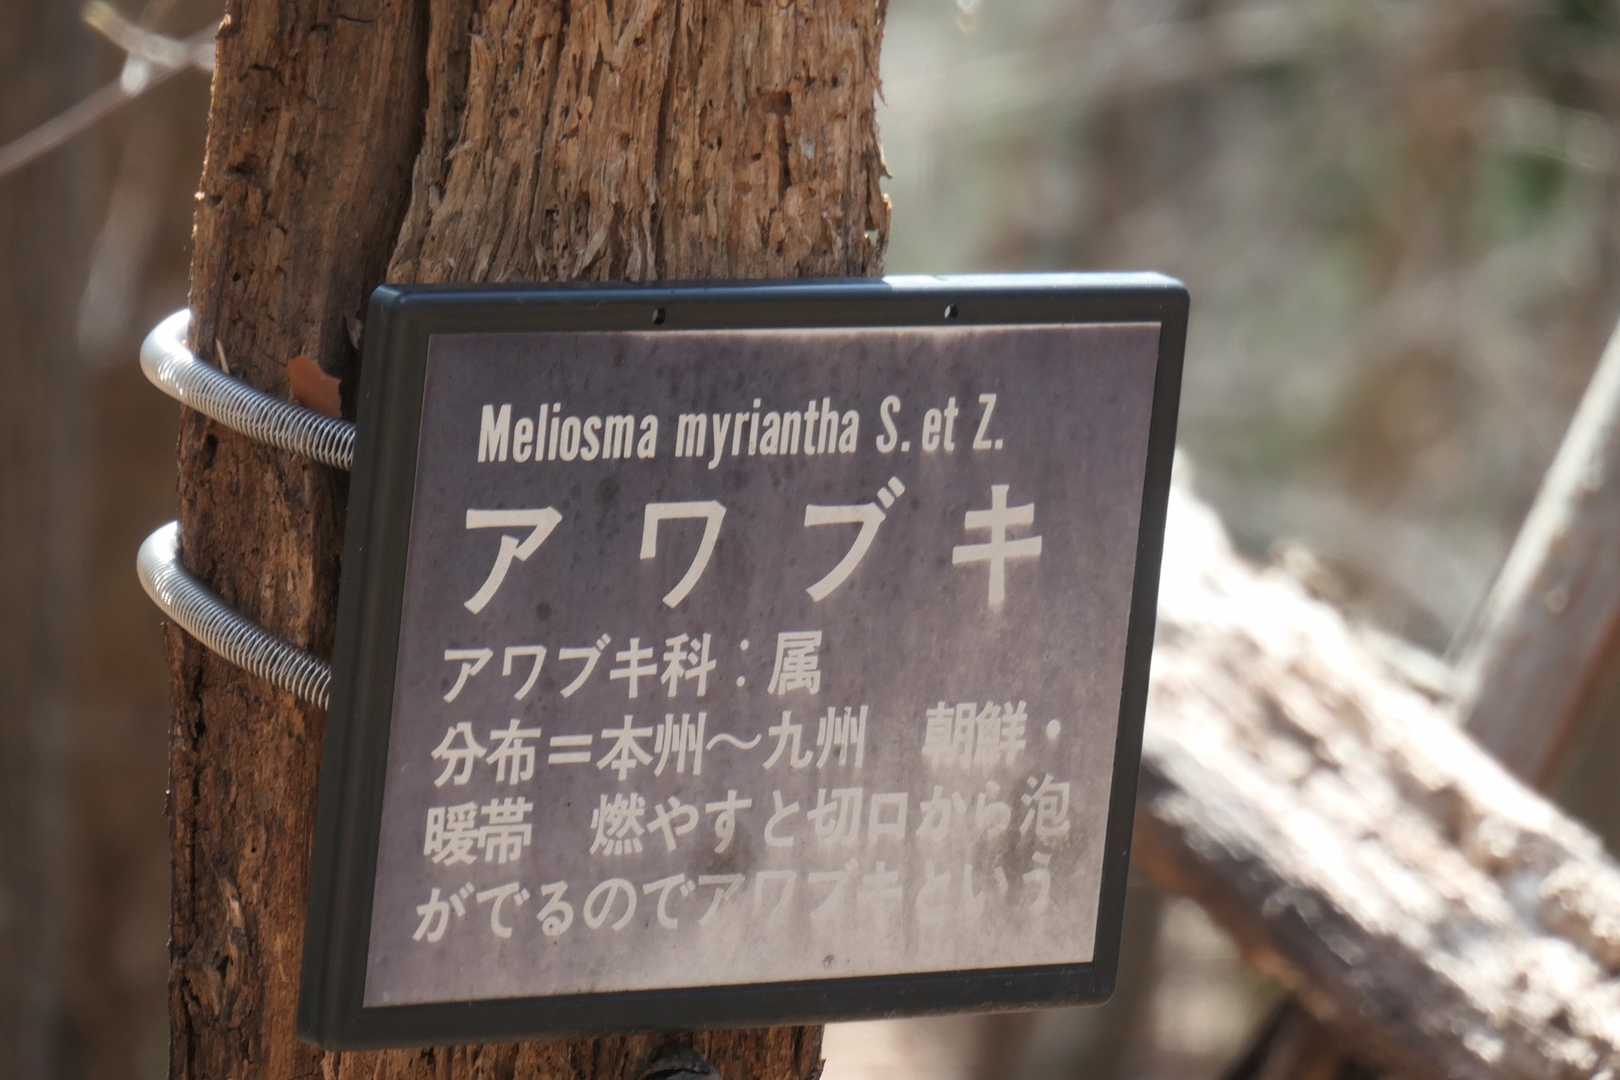 Meliosma myriantha S. et Z.
アワブキ
アワブキ科：属
分布＝本州〜九州　朝鮮・
暖帯　燃やすと切口から泡
がでるのでアワブキという